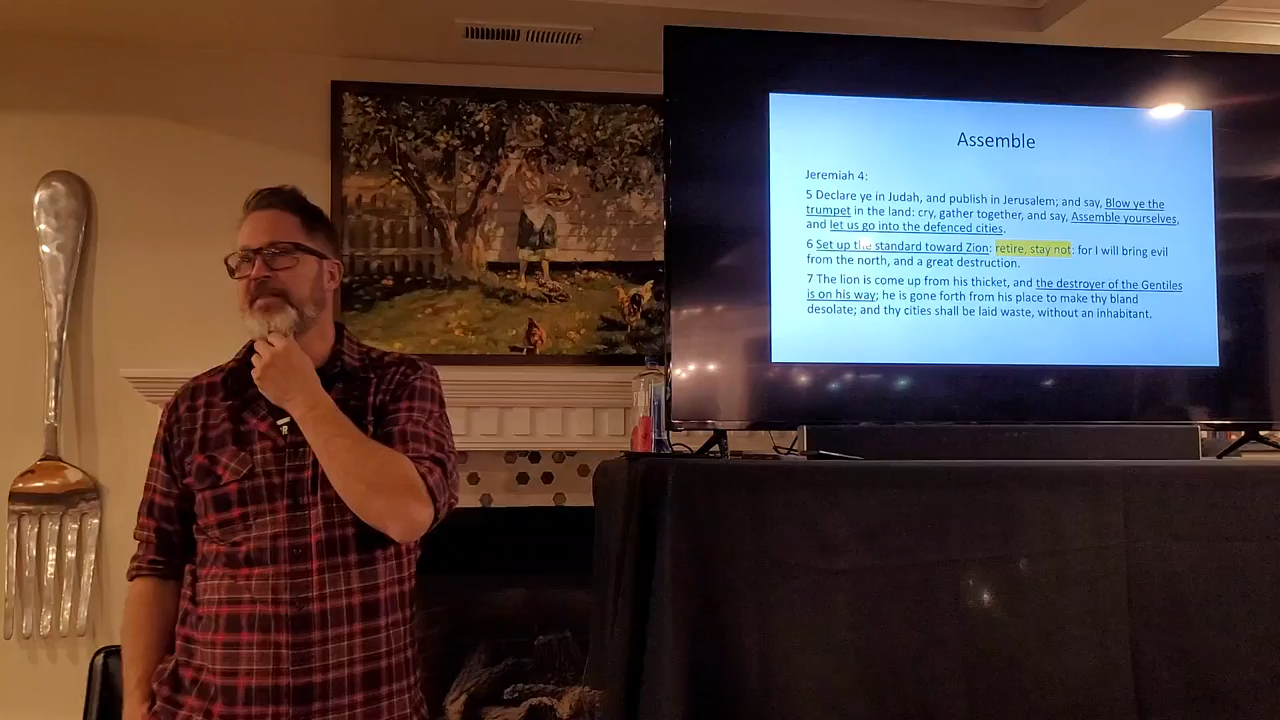 Assemble
Jeremiah 4:
5 Declare ye in Judah, and publish in Jerusalem; and say, Blow ye the
trumpet in the land: cry, gather together, and say, Assemble yourselves,
and let us go into the defenced cities.
6 Set up the standard toward Zion: retire, stay not: for I will bring evil
from the north, and a great destruction.
7 The lion is come up from his thicket, and the destroyer of the Gentiles
is on his way; he is gone forth from his place to make thy bland
desolate; and thy cities shall be laid waste, without an inhabitant.